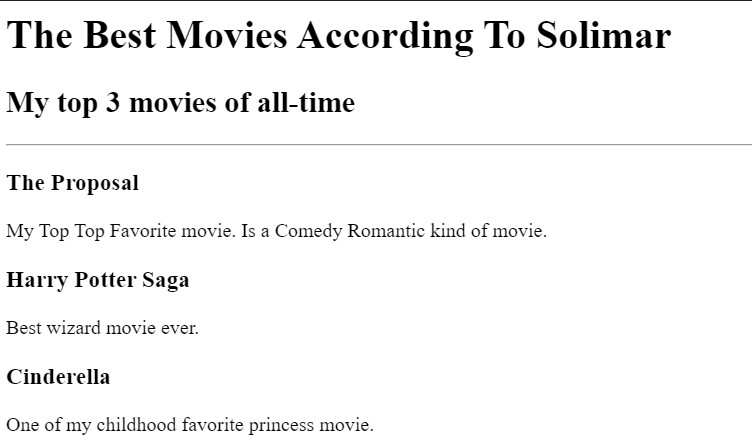 The Best Movies According To Solimar
My top 3 movies of all-time
The Proposal
My Top Top Favorite movie. Is a Comedy Romantic kind of movie.
Harry Potter Saga
Best wizard movie ever.
Cinderella
One of my childhood favorite princess movie.